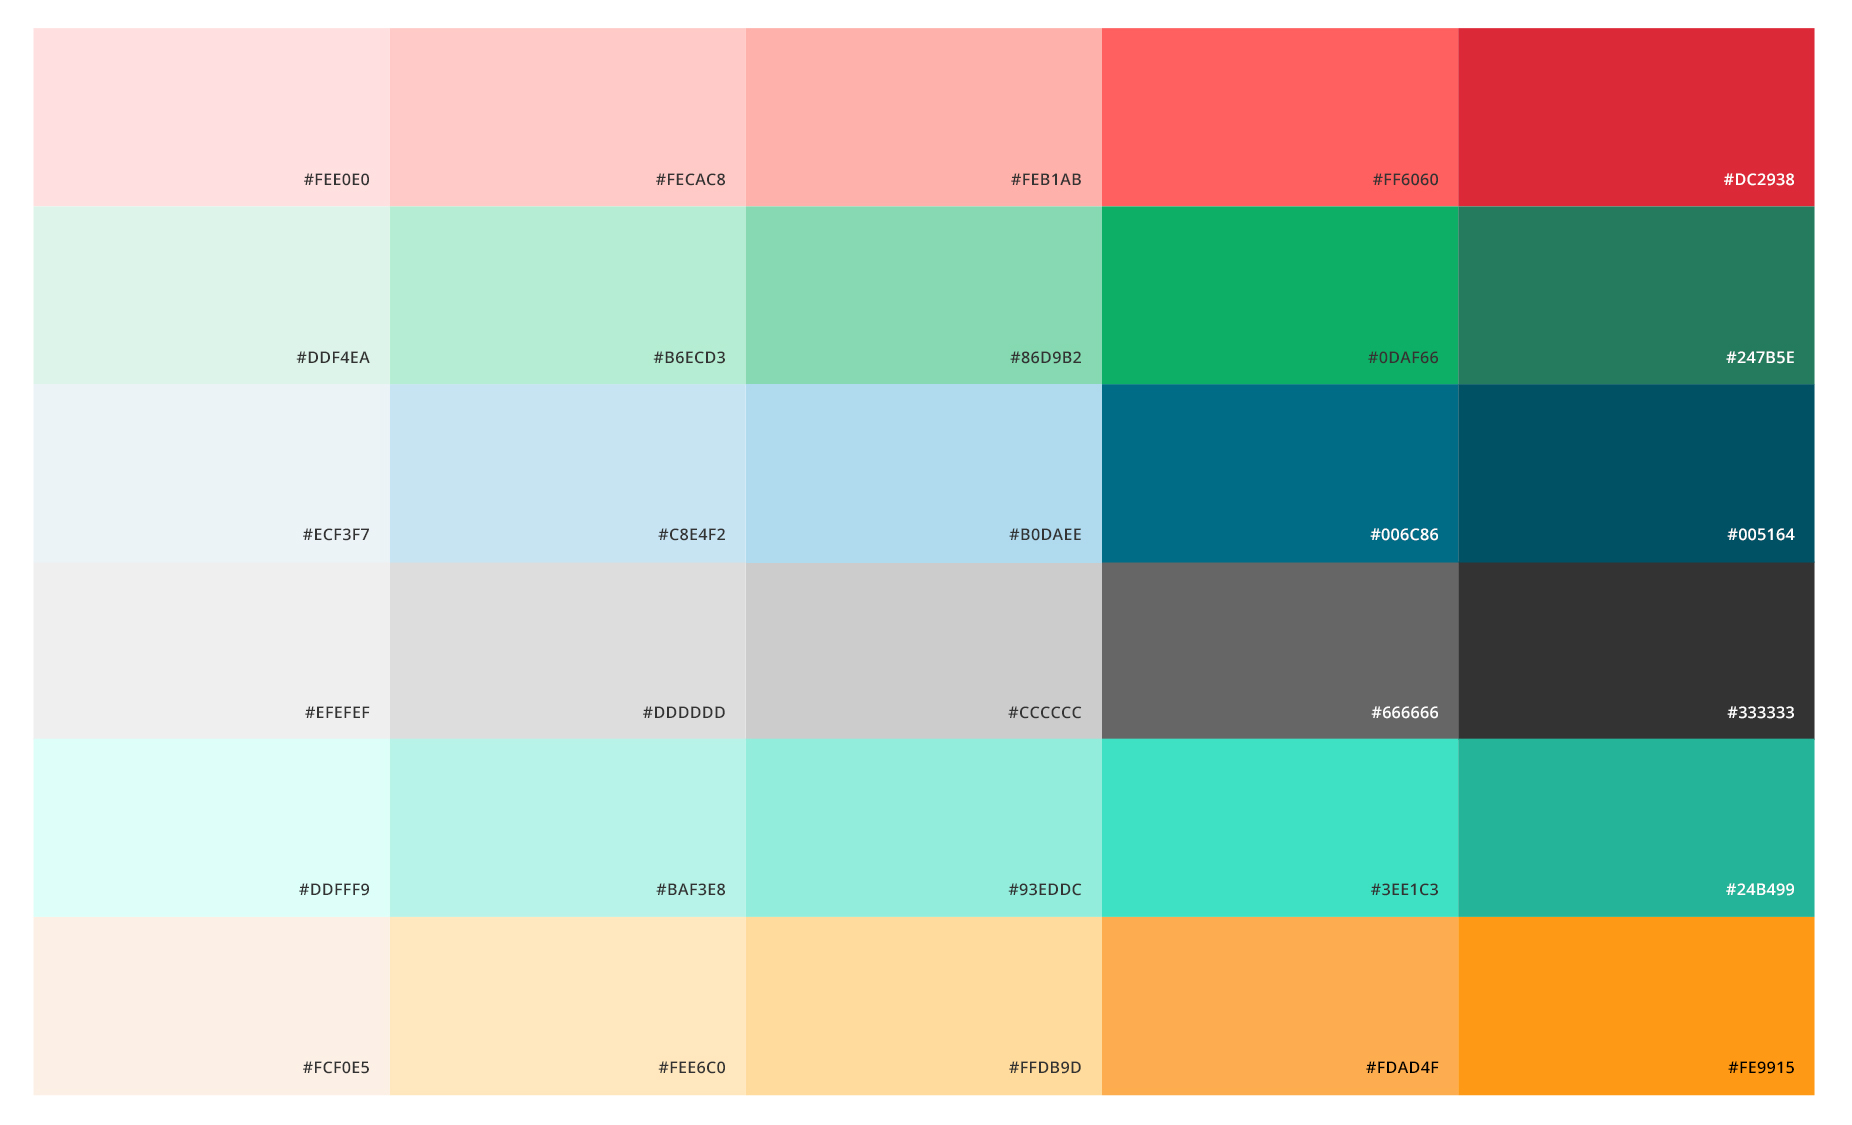 #FEE0E0
#FECAC8
#FEB1AB
#FF6060
#DC2938
#DDF4EA
#B6ECD3
#86D9B2
#0DAF66
#247B5E
#ECF3F7
#C8E4F2
#B0DAEE
#006C86
#005164
#EFEFEF
#DDDDDD
#CCCCCC
#666666
#333333
#DDFFF9
#BAF3E8
#93EDDC
#3EE1C3
#24B499
#FCF0E5
#FEE6C0
#FFDB9D
#FDAD4F
#FE9915